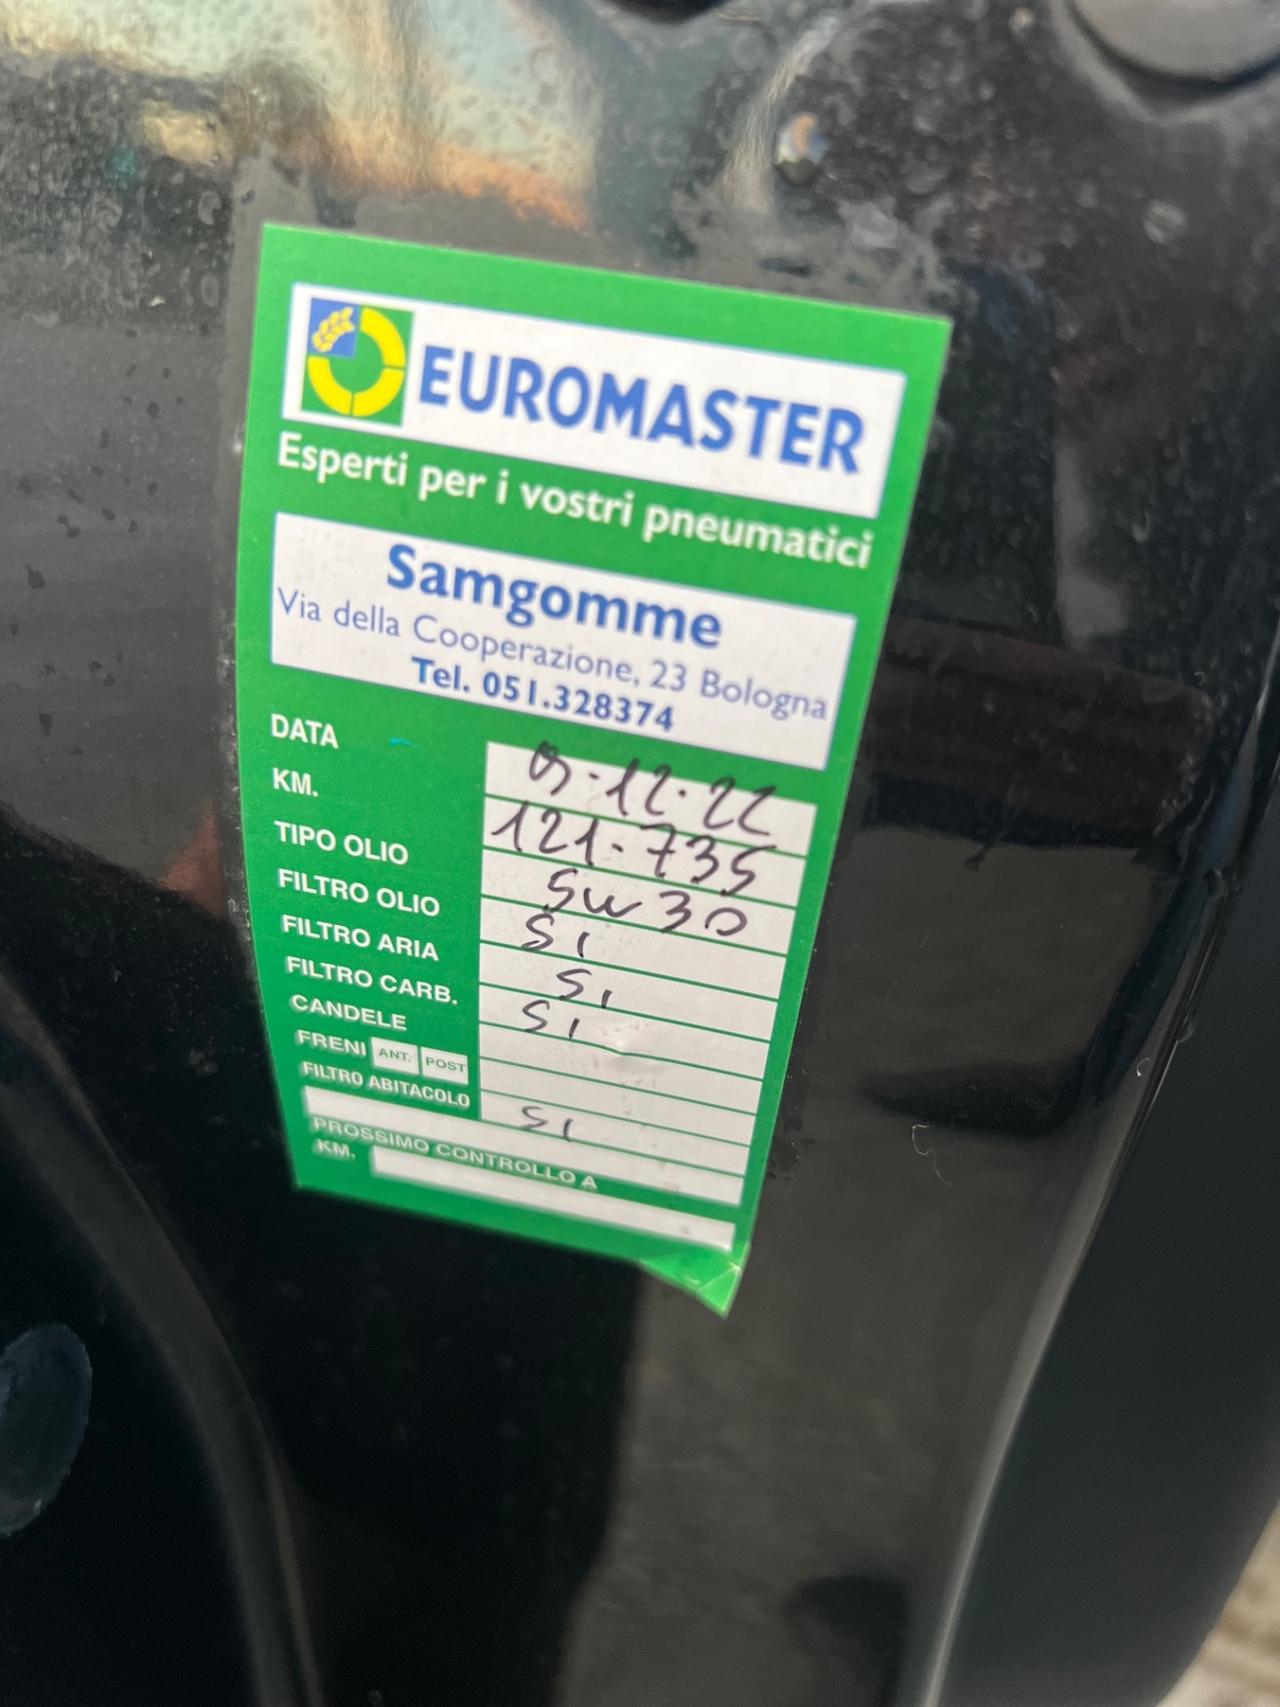 EUROMASTER
Esperti per i vostri pneumatici
Samgomme
Via della Cooperazione, 23 Bologna
Tel. 051.328374
DATA 12.22
KM. 121.735
TIPO OLIO 5W30
FILTRO OLIO SI
FILTRO ARIA SI
FILTRO CARB. SI
CANDELE
FRENI ANT. POST
FILTRO ABITACOLO SI
PROSSIMO CONTROLLO A
KM.